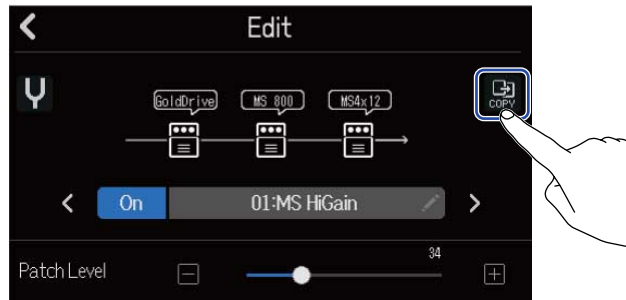 Edit
GoldDrive MS 800 MS4x12
COPY
On 01:MS HiGain
34
Patch Level